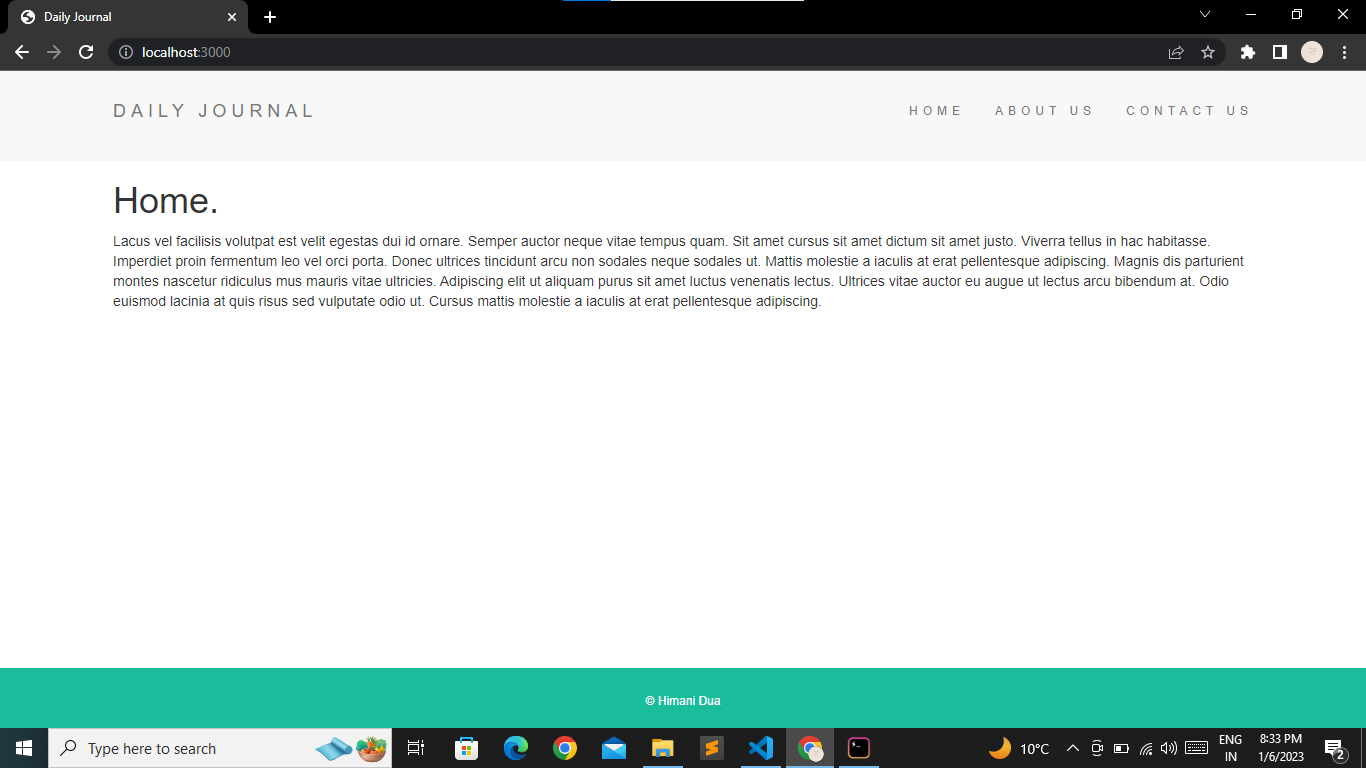 Daily Journal
localhost:3000
DAILY JOURNAL
HOME ABOUT US CONTACT US
Home.
Lacus vel facilisis volutpat est velit egestas dui id ornare. Semper auctor neque vitae tempus quam. Sit amet cursus sit amet dictum sit amet justo. Viverra tellus in hac habitasse.
Imperdiet proin fermentum leo vel orci porta. Donec ultrices tincidunt arcu non sodales neque sodales ut. Mattis molestie a iaculis at erat pellentesque adipiscing. Magnis dis parturient
montes nascetur ridiculus mus mauris vitae ultricies. Adipiscing elit ut aliquam purus sit amet luctus venenatis lectus. Ultrices vitae auctor eu augue ut lectus arcu bibendum at. Odio
euismod lacinia at quis risus sed vulputate odio ut. Cursus mattis molestie a iaculis at erat pellentesque adipiscing.
© Himani Dua
Type here to search
10°C
ENG
IN
8:33 PM
1/6/2023
2